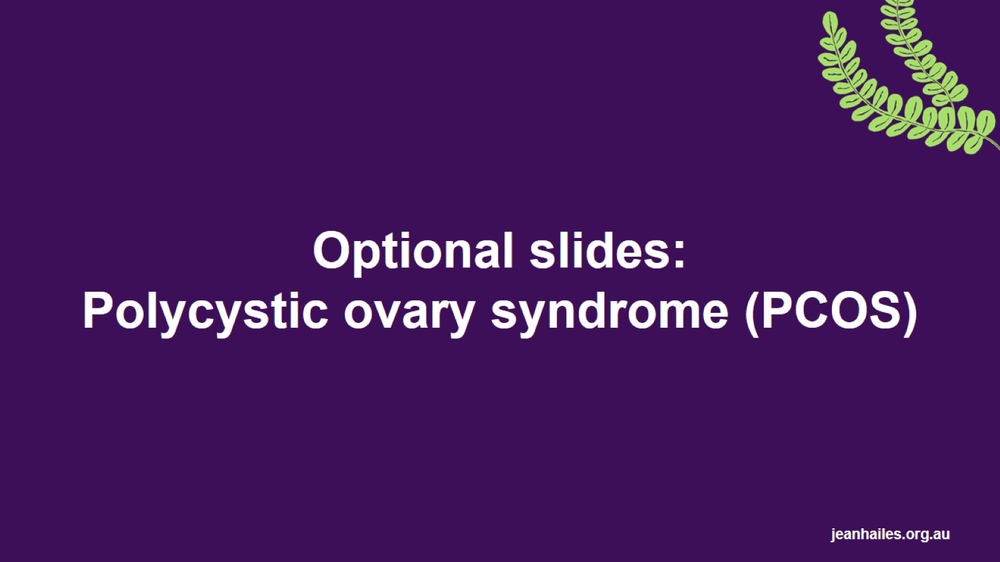 Optional slides:
Polycystic ovary syndrome (PCOS)
jeanhailes.org.au